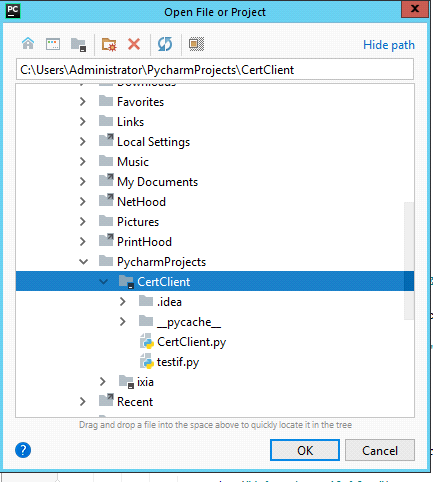 PC
Open File or Project
Hide path
C:\Users\Administrator\PycharmProjects\CertClient
Downloads
Favorites
Links
Local Settings
Music
My Documents
NetHood
Pictures
PrintHood
PycharmProjects
CertClient
.idea
__pycache__
CertClient.py
testif.py
ixia
Recent
Drag and drop a file into the space above to quickly locate it in the tree
?
OK
Cancel